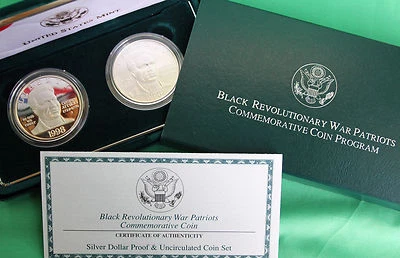 UNITED STATES MINT
1998
BLACK REVOLUTIONARY WAR PATRIOTS
COMMEMORATIVE COIN PROGRAM
Black Revolutionary War Patriots
Commemorative Coin
CERTIFICATE OF AUTHENTICITY
Silver Dollar Proof & Uncirculated Coin Set